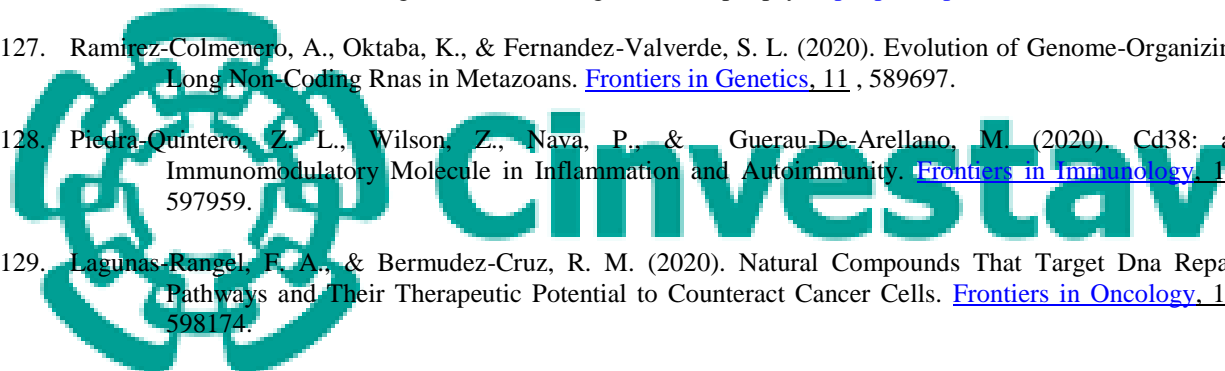 127. Ramirez-Colmenero, A., Oktaba, K., & Fernandez-Valverde, S. L. (2020). Evolution of Genome-Organizin
Long Non-Coding Rnas in Metazoans. Frontiers in Genetics, 11 , 589697.
128. Piedra-Quintero, Z. L., Wilson, Z., Nava, P., & Guerau-De-Arellano, M. (2020). Cd38: a
Immunomodulatory Molecule in Inflammation and Autoimmunity. Frontiers in Immunology, 1
597959.
Cinvestav
129. Lagunas-Rangel, F. A., & Bermudez-Cruz, R. M. (2020). Natural Compounds That Target Dna Repa
Pathways and Their Therapeutic Potential to Counteract Cancer Cells. Frontiers in Oncology, 1
598174.